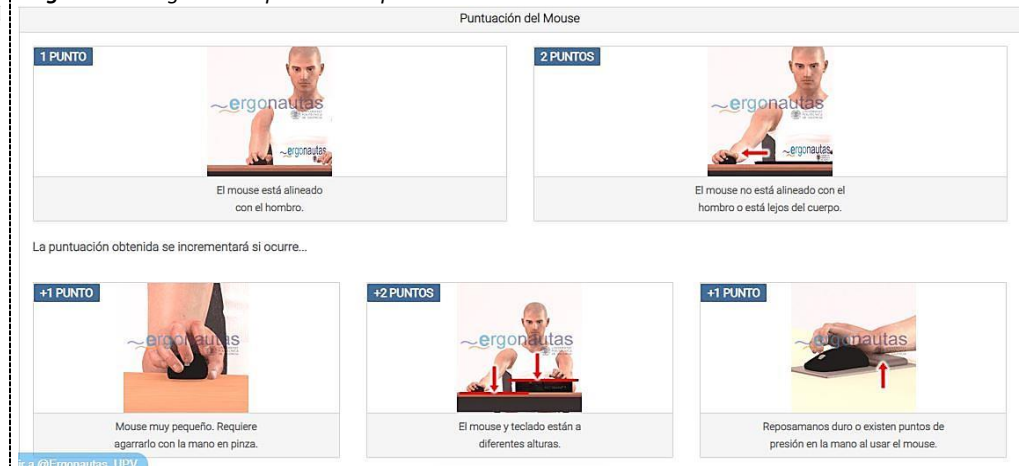 Puntuación del Mouse
1 PUNTO
2 PUNTOS
~ergonautas
~ergonautas
~ergonautas
~ergonautas
El mouse está alineado
con el hombro.
El mouse no está alineado con el
hombro o está lejos del cuerpo.
La puntuación obtenida se incrementará si ocurre...
+1 PUNTO
+2 PUNTOS
+1 PUNTO
~ergonautas
~ergonautas
~ergonautas
Mouse muy pequeño. Requiere
agarrarlo con la mano en pinza.
El mouse y teclado están a
diferentes alturas.
Reposamanos duro o existen puntos de
presión en la mano al usar el mouse.
ir a @Ergonautas_UPV